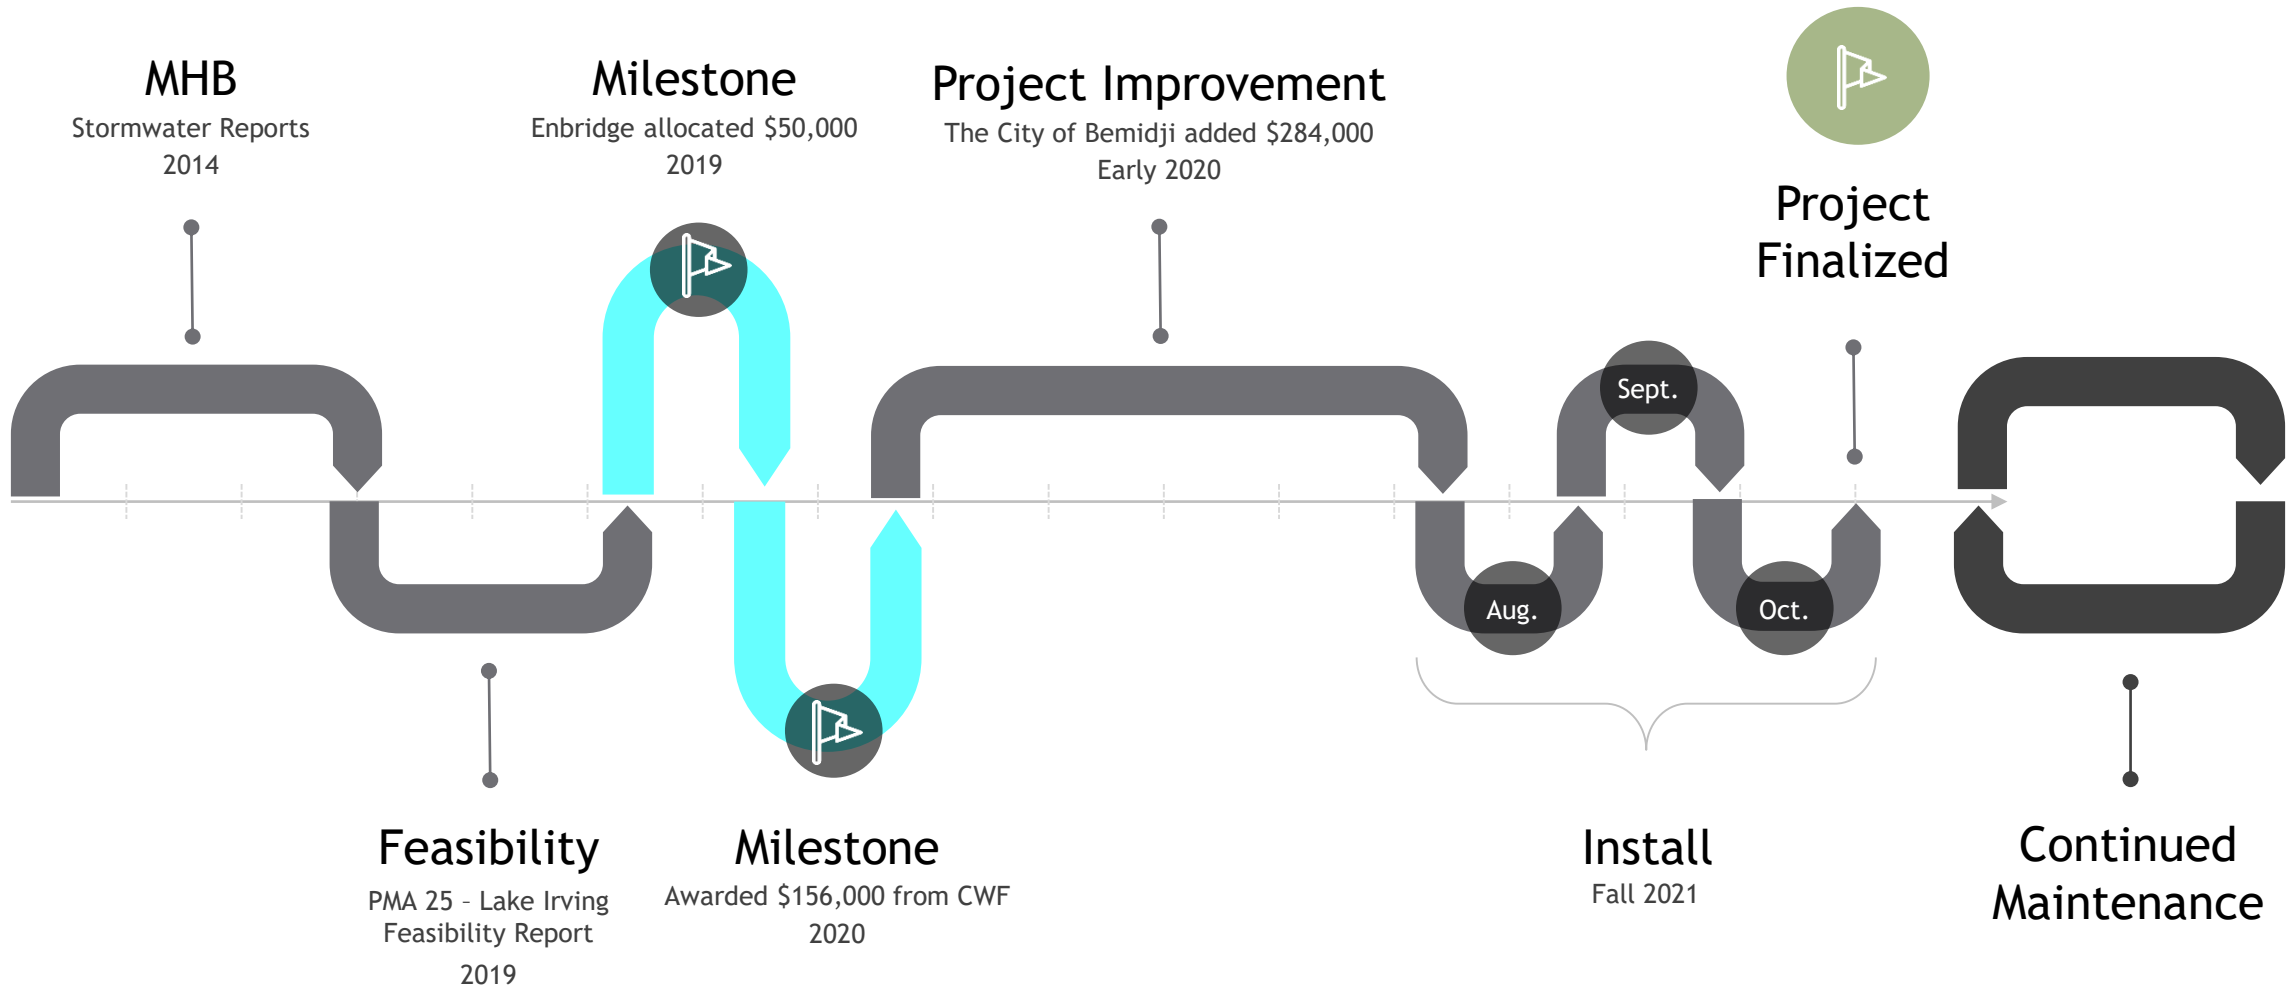 MHB
Stormwater Reports
2014
Milestone
Enbridge allocated $50,000
2019
Project Improvement
The City of Bemidji added $284,000
Early 2020
Project
Finalized
Sept.
Aug.
Oct.
Feasibility
PMA 25 – Lake Irving
Feasibility Report
2019
Milestone
Awarded $156,000 from CWF
2020
Install
Fall 2021
Continued
Maintenance